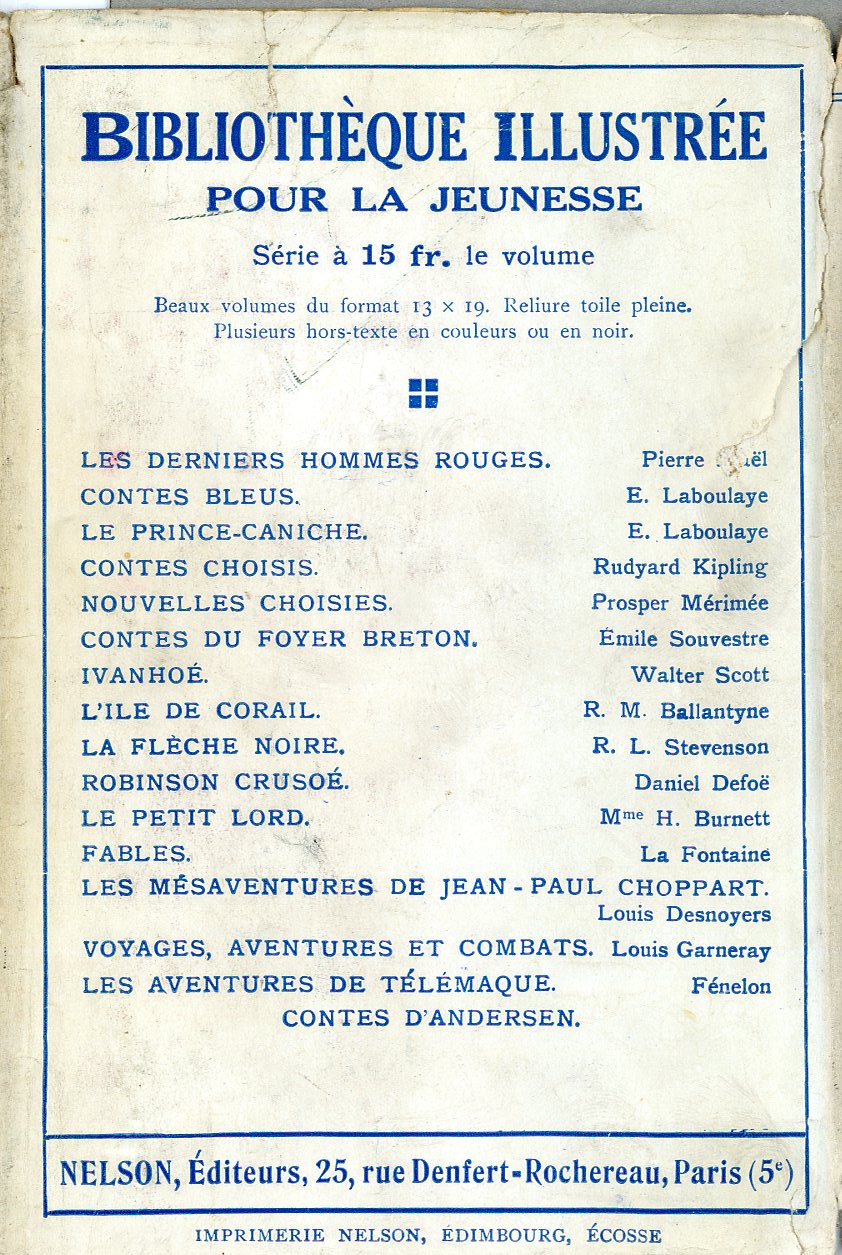 BIBLIOTHÈQUE ILLUSTRÉE
POUR LA JEUNESSE
Série à 15 fr. le volume
Beaux volumes du format 13 × 19. Reliure toile pleine.
Plusieurs hors-texte en couleurs ou en noir.
LES DERNIERS HOMMES ROUGES. Pierre
CONTES BLEUS. E. Laboulaye
LE PRINCE-CANICHE. E. Laboulaye
CONTES CHOISIS. Rudyard Kipling
NOUVELLES CHOISIES. Prosper Mérimée
CONTES DU FOYER BRETON. Émile Souvestre
IVANHOÉ. Walter Scott
L'ILE DE CORAIL. R. M. Ballantyne
LA FLÈCHE NOIRE. R. L. Stevenson
ROBINSON CRUSOÉ. Daniel Defoë
LE PETIT LORD. Mme H. Burnett
FABLES. La Fontaine
LES MÉSAVENTURES DE JEAN-PAUL CHOPPART.
Louis Desnoyers
VOYAGES, AVENTURES ET COMBATS. Louis Garneray
LES AVENTURES DE TÉLÉMAQUE. Fénelon
CONTES D'ANDERSEN.
NELSON, Éditeurs, 25, rue Denfert-Rochereau, Paris (5e)
IMPRIMERIE NELSON, ÉDIMBOURG, ÉCOSSE